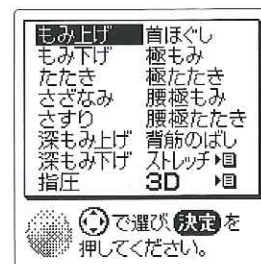 もみ上げ 首ほぐし
もみ下げ 極もみ
たたき 極たたき
さざなみ 腰極もみ
さすり 腰極たたき
深もみ上げ 背筋のばし
深もみ下げ ストレッチ
指圧 3D
で選び、決定を
押してください。